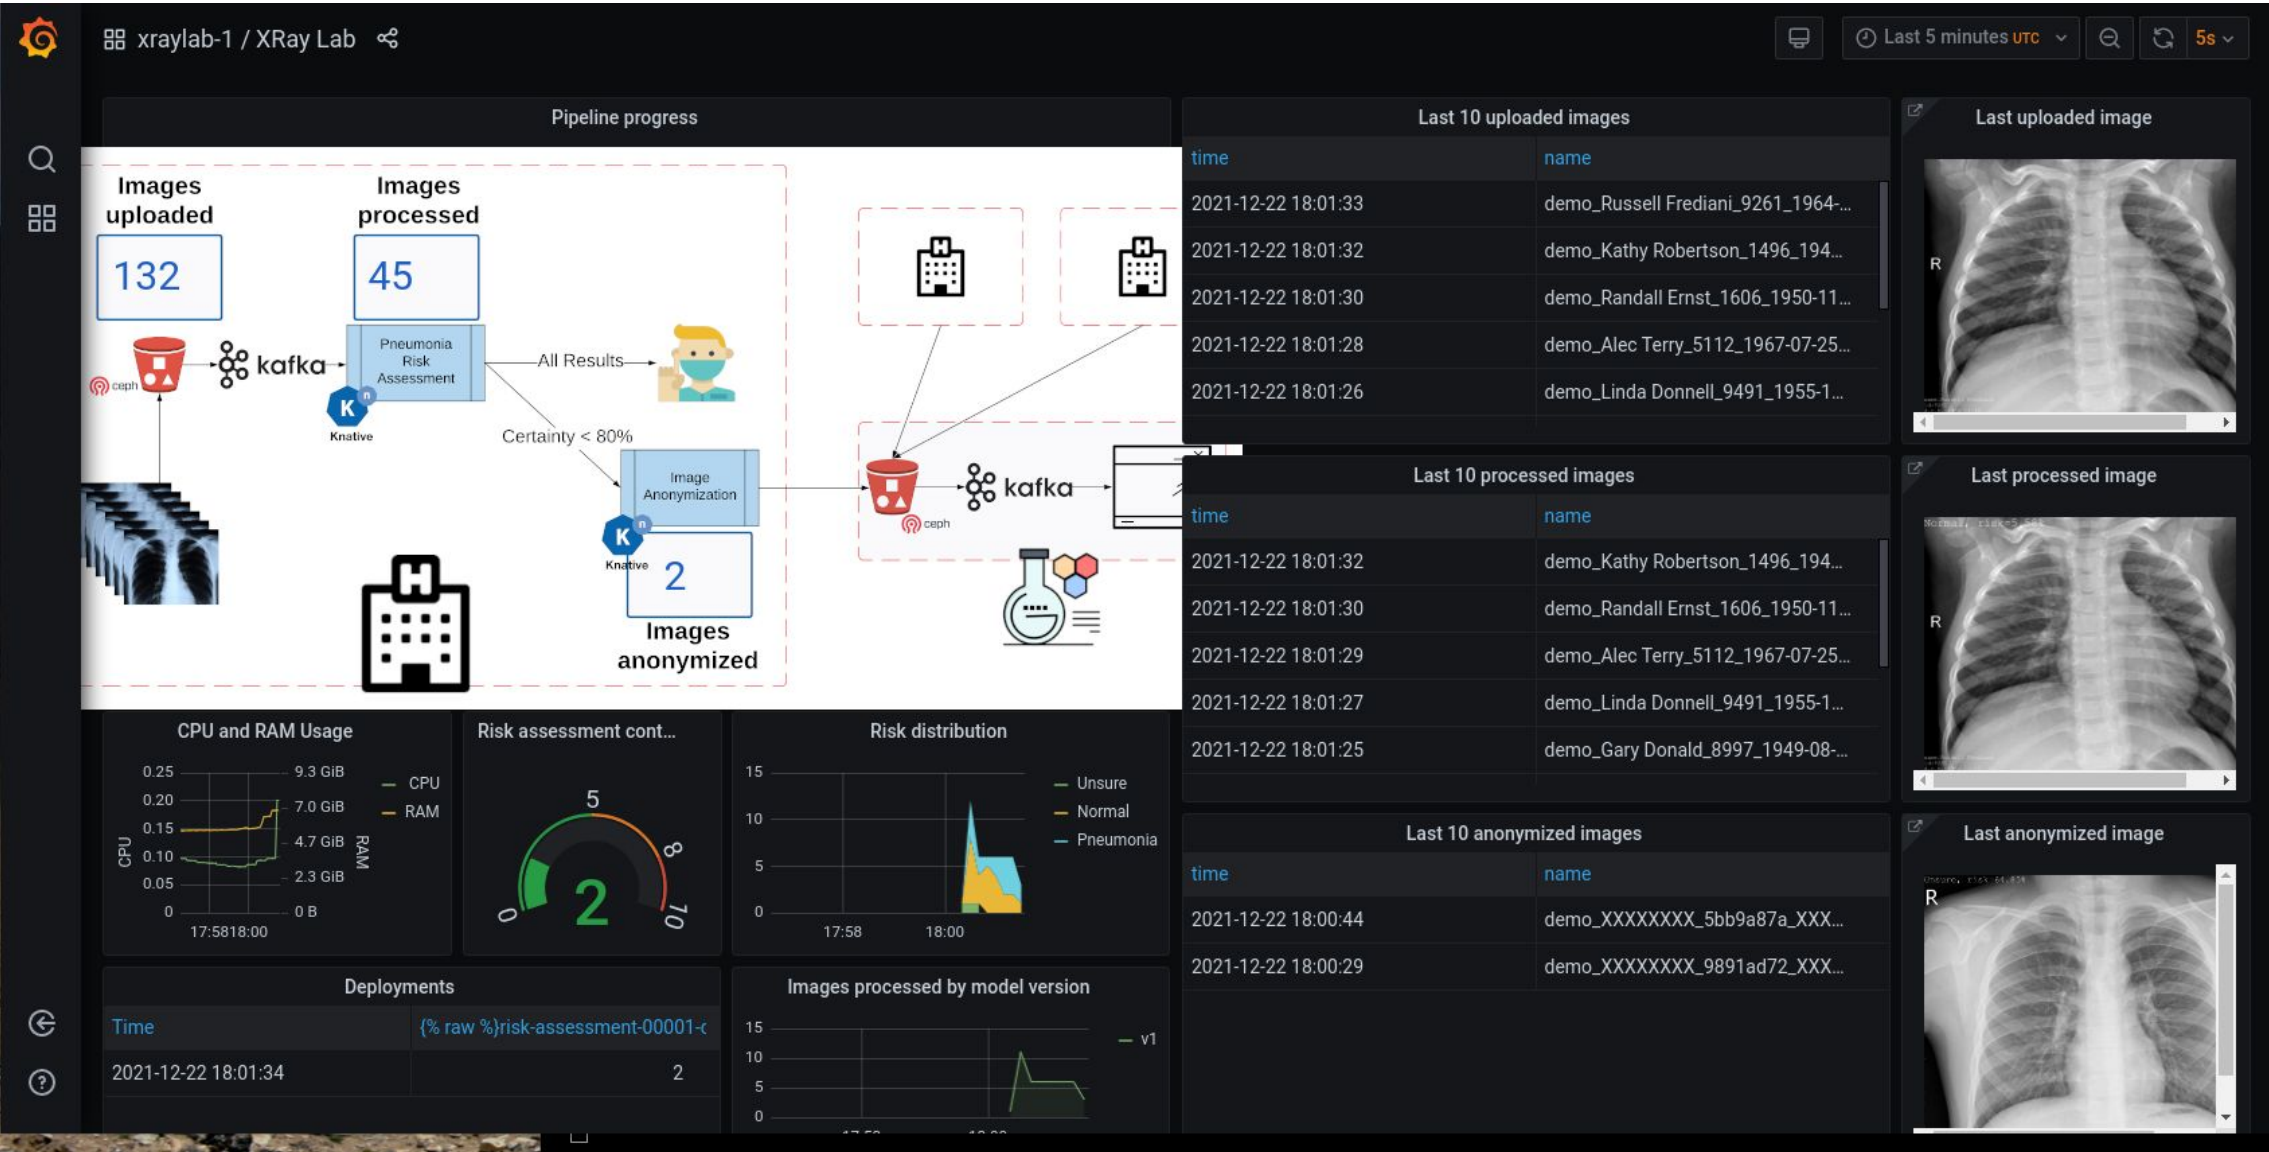 xraylab-1 / XRay Lab
Last 5 minutes UTC
5s
Pipeline progress
Images
uploaded
132
Images
processed
45
ceph
kafka
Pneumonia
Risk
Assessment
K
n
Knative
All Results
Certainty < 80%
Image
Anonymization
K
n
Knative
2
Images
anonymized
H
H
H
kafka
ceph
Last 10 uploaded images
time name
2021-12-22 18:01:33 demo_Russell Frediani_9261_1964-...
2021-12-22 18:01:32 demo_Kathy Robertson_1496_194...
2021-12-22 18:01:30 demo_Randall Ernst_1606_1950-11...
2021-12-22 18:01:28 demo_Alec Terry_5112_1967-07-25...
2021-12-22 18:01:26 demo_Linda Donnell_9491_1955-1...
Last uploaded image
R
Last 10 processed images
time name
2021-12-22 18:01:32 demo_Kathy Robertson_1496_194...
2021-12-22 18:01:30 demo_Randall Ernst_1606_1950-11...
2021-12-22 18:01:29 demo_Alec Terry_5112_1967-07-25...
2021-12-22 18:01:27 demo_Linda Donnell_9491_1955-1...
2021-12-22 18:01:25 demo_Gary Donald_8997_1949-08-...
Last processed image
R
CPU and RAM Usage
0.25 9.3 GiB
0.20 7.0 GiB
0.15 4.7 GiB
0.10 2.3 GiB
0.05
0 0 B
CPU
RAM
17:5818:00
CPU
RAM
Risk assessment cont...
0
5
8
10
2
Risk distribution
15
10
5
0
17:58 18:00
Unsure
Normal
Pneumonia
Last 10 anonymized images
time name
2021-12-22 18:00:44 demo_XXXXXXXX_5bb9a87a_XXX...
2021-12-22 18:00:29 demo_XXXXXXXX_9891ad72_XXX...
Last anonymized image
R
Deployments
Time {% raw %}risk-assessment-00001-c
2021-12-22 18:01:34 2
Images processed by model version
15
10
5
0
v1